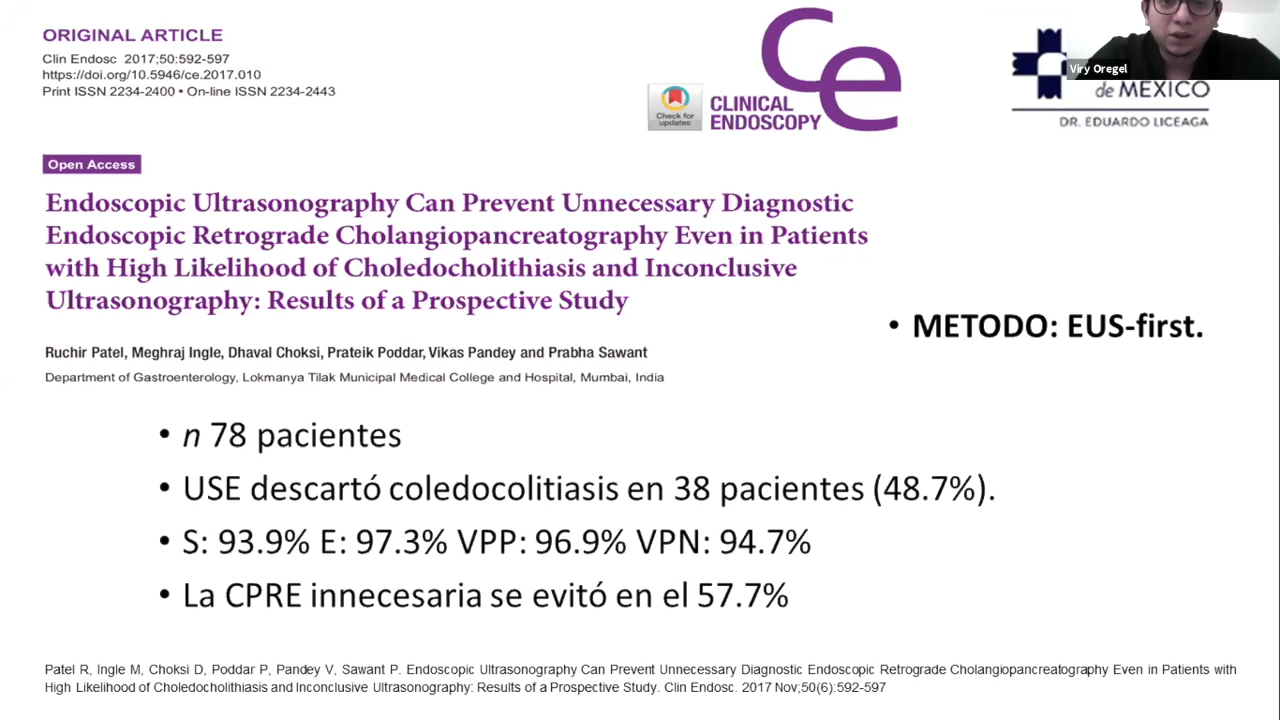 ORIGINAL ARTICLE
Clin Endosc 2017;50:592-597
https://doi.org/10.5946/ce.2017.010
Print ISSN 2234-2400 • On-line ISSN 2234-2443
Check for
updates
Ce
CLINICAL
ENDOSCOPY
Viry Oregel
de MEXICO
DR. EDUARDO LICEAGA
Open Access
Endoscopic Ultrasonography Can Prevent Unnecessary Diagnostic
Endoscopic Retrograde Cholangiopancreatography Even in Patients
with High Likelihood of Choledocholithiasis and Inconclusive
Ultrasonography: Results of a Prospective Study
• METODO: EUS-first.
Ruchir Patel, Meghraj Ingle, Dhaval Choksi, Prateik Poddar, Vikas Pandey and Prabha Sawant
Department of Gastroenterology, Lokmanya Tilak Municipal Medical College and Hospital, Mumbai, India
• n 78 pacientes
• USE descartó coledocolitiasis en 38 pacientes (48.7%).
• S: 93.9% E: 97.3% VPP: 96.9% VPN: 94.7%
• La CPRE innecesaria se evitó en el 57.7%
Patel R, Ingle M, Choksi D, Poddar P, Pandey V, Sawant P. Endoscopic Ultrasonography Can Prevent Unnecessary Diagnostic Endoscopic Retrograde Cholangiopancreatography Even in Patients with
High Likelihood of Choledocholithiasis and Inconclusive Ultrasonography: Results of a Prospective Study. Clin Endosc. 2017 Nov;50(6):592-597